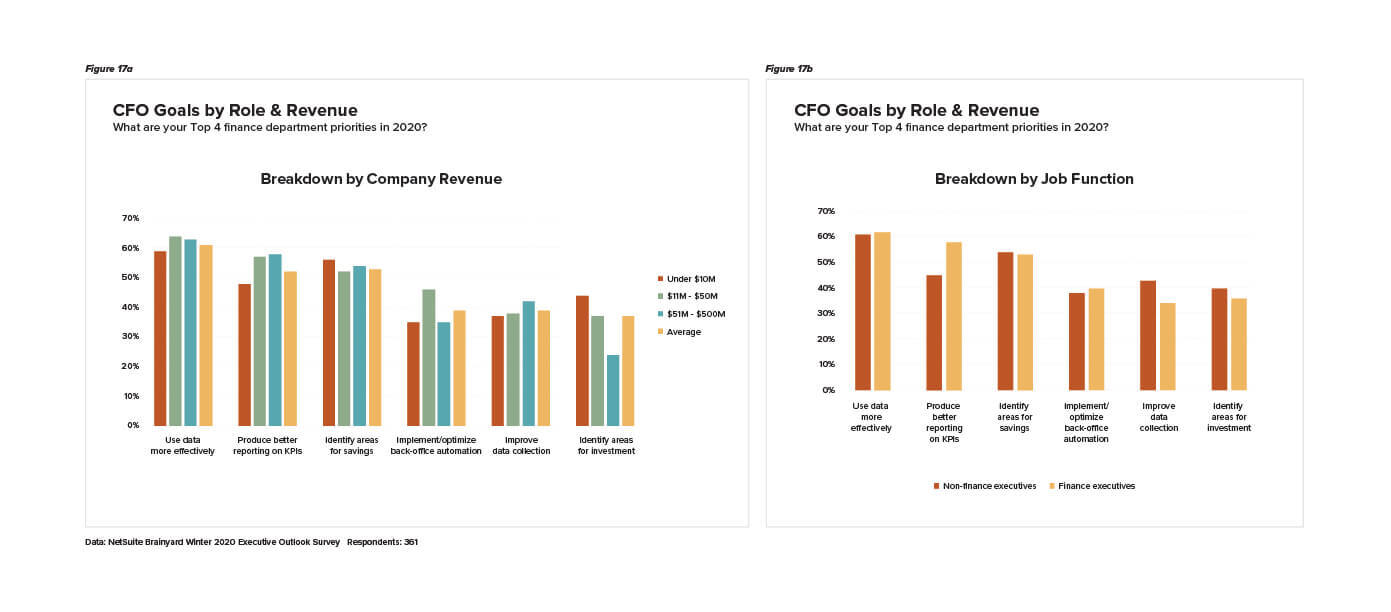 Figure 17a
CFO Goals by Role & Revenue
What are your Top 4 finance department priorities in 2020?
Breakdown by Company Revenue
70%
60%
50%
40%
30%
20%
10%
0%
Use data
more effectively
Produce better
reporting on KPIs
Identify areas
for savings
Implement/optimize
back-office automation
Improve
data collection
Identify areas
for investment
Under $10M
$11M - $50M
$51M - $500M
Average
Data: NetSuite Brainyard Winter 2020 Executive Outlook Survey Respondents: 361
Figure 17b
CFO Goals by Role & Revenue
What are your Top 4 finance department priorities in 2020?
Breakdown by Job Function
70%
60%
50%
40%
30%
20%
10%
0%
Use data
more
effectively
Produce
better
reporting
on KPIs
Identify
areas for
savings
Implement/
optimize
back-office
automation
Improve
data
collection
Identify
areas for
investment
Non-finance executives
Finance executives